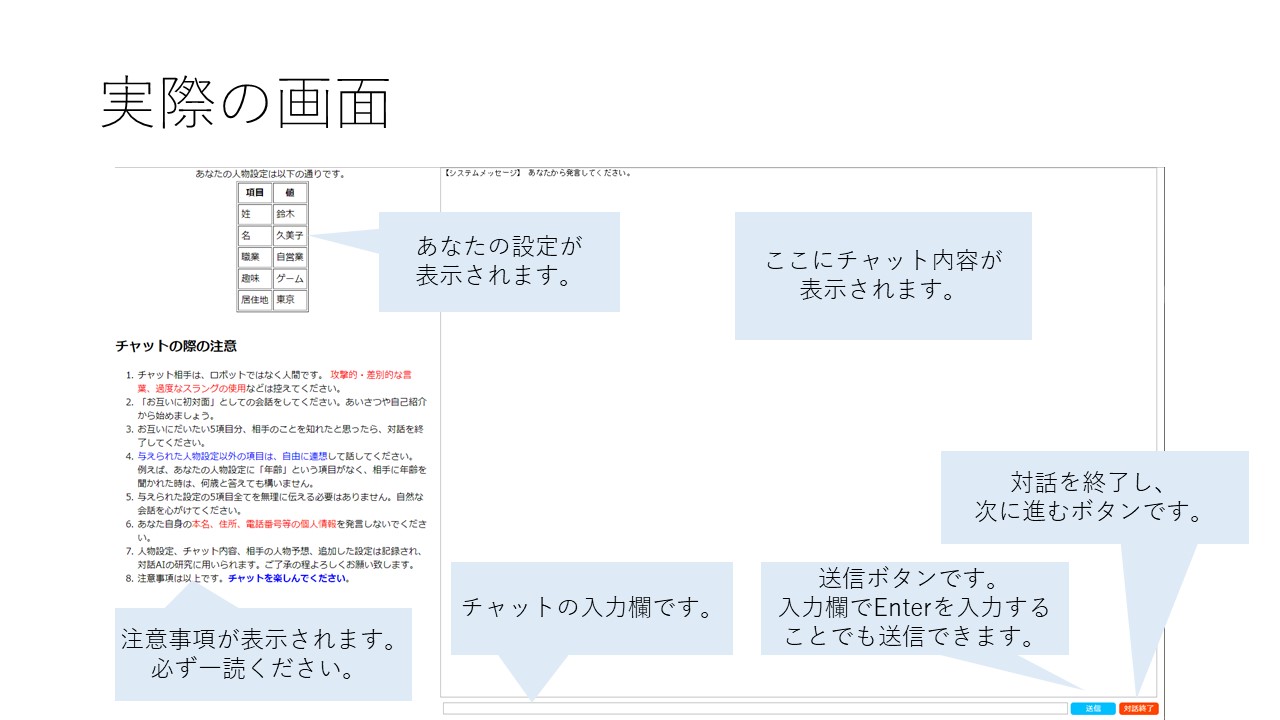 実際の画面
あなたの人物設定は以下の通りです。
項目 値
姓 鈴木
名 久美子
職業 自営業
趣味 ゲーム
居住地 東京
あなたの設定が
表示されます。
チャットの際の注意
1. チャット相手は、ロボットではなく人間です。 攻撃的・差別的な言
葉、過度なスラングの使用などは控えてください。
2. 「お互いに初対面」としての会話をしてください。あいさつや自己紹介
から始めましょう。
3. お互いにだいたい5項目分、相手のことを知れたと思ったら、対話を終
了してください。
4. 与えられた人物設定以外の項目は、自由に連想して話してください。
例えば、あなたの人物設定に「年齢」という項目がなく、相手に年齢を
聞かれた時は、何歳と答えても構いません。
5. 与えられた設定の5項目全てを無理に伝える必要はありません。自然な
会話を心がけてください。
6. あなた自身の本名、住所、電話番号等の個人情報を発言しないでくださ
い。
7. 人物設定、チャット内容、相手の人物予想、追加した設定は記録され、
対話AIの研究に用いられます。ご了承の程よろしくお願い致します。
8. 注意事項は以上です。チャットを楽しんでください。
注意事項が表示されます。
必ず一読ください。
【システムメッセージ】 あなたから発言してください。
ここにチャット内容が
表示されます。
対話を終了し、
次に進むボタンです。
チャットの入力欄です。
送信ボタンです。
入力欄でEnterを入力する
ことでも送信できます。
送信
対話終了